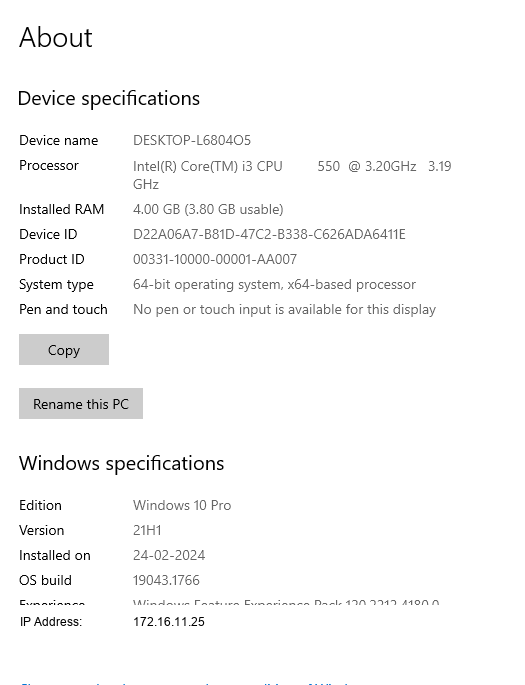 About
Device specifications
Device name DESKTOP-L6804O5
Processor Intel(R) Core(TM) i3 CPU 550 @ 3.20GHz 3.19
GHz
Installed RAM 4.00 GB (3.80 GB usable)
Device ID D22A06A7-B81D-47C2-B338-C626ADA6411E
Product ID 00331-10000-00001-AA007
System type 64-bit operating system, x64-based processor
Pen and touch No pen or touch input is available for this display
Copy
Rename this PC
Windows specifications
Edition Windows 10 Pro
Version 21H1
Installed on 24-02-2024
OS build 19043.1766
Experience Windows Feature Experience Pack 120.2212.4180.0
IP Address: 172.16.11.25